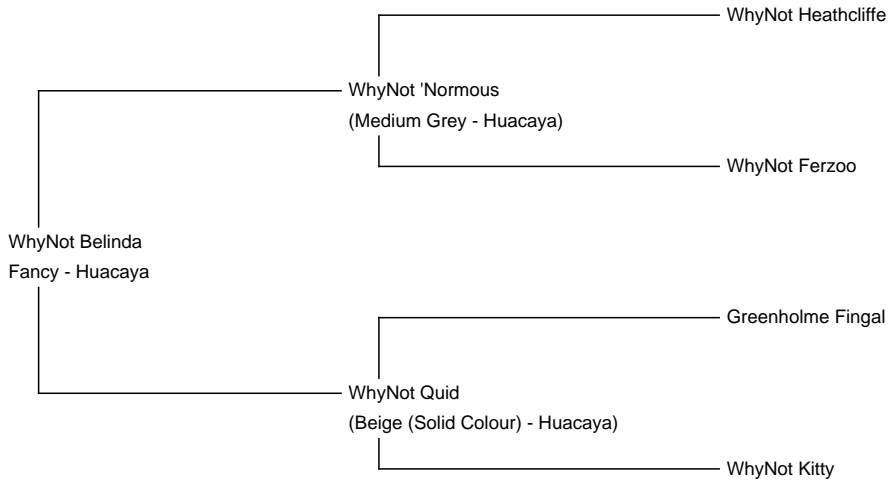 WhyNot Heathcliffe
WhyNot 'Normous
(Medium Grey - Huacaya)
WhyNot Ferzoo
WhyNot Belinda
Fancy - Huacaya
Greenholme Fingal
WhyNot Quid
(Beige (Solid Colour) - Huacaya)
WhyNot Kitty